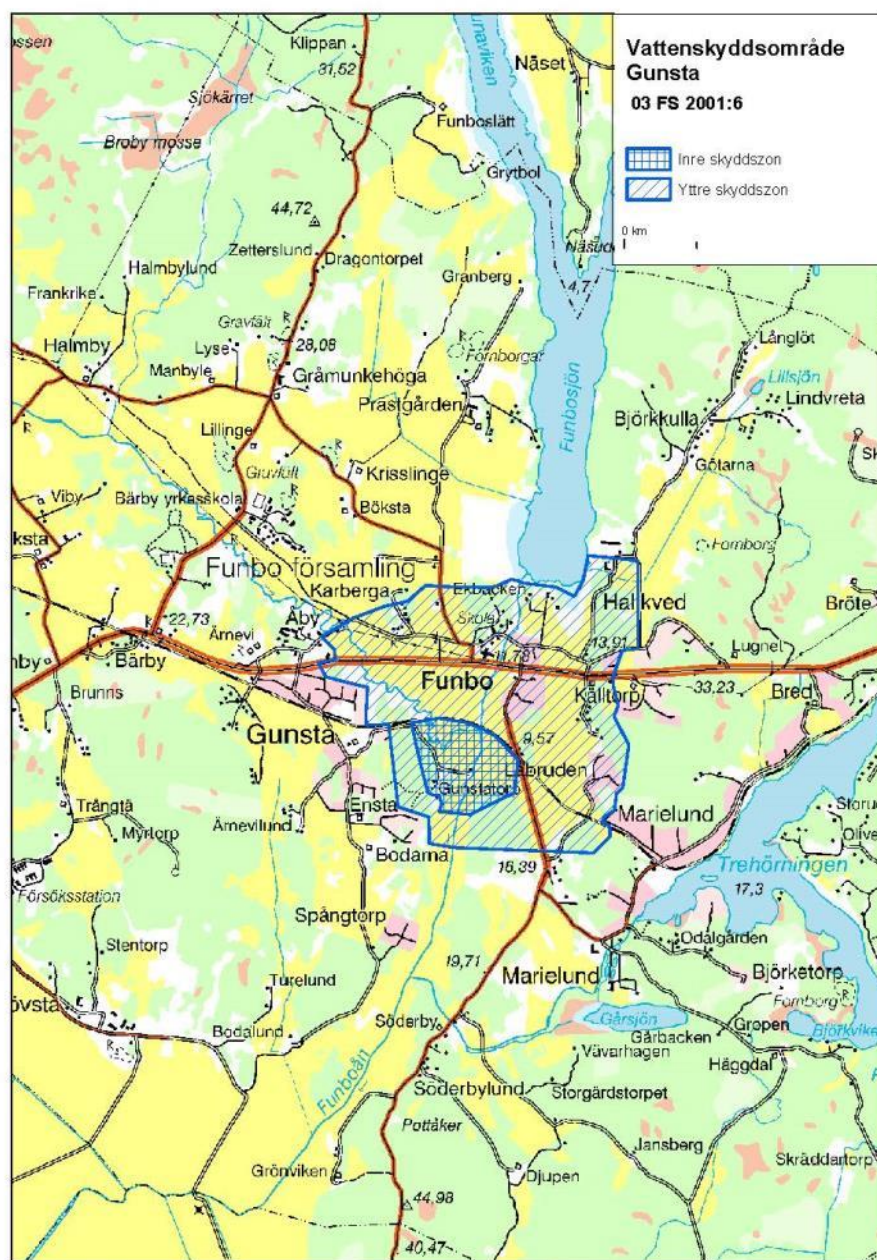 Vattenskyddsområde
Gunsta
03 FS 2001:6
Inre skyddszon
Yttre skyddszon
0 km
Klippan
31,52
Sjökärret
Broby mosse
Näset
Funboslätt
Grytbol
44,72
Zetterslund
Dragontorpet
Halmbylund
Frankrike
Granberg
4,7
Gravfält
Lyse
28,08
Fornborgar
Långlöt
Halmby
Manbyle
Gråmunkehöga
Lillsjön
Prästgården
Funbosjön
Lindvreta
Björkkulla
Lillinge
Götarna
Gravfält
Krisslinge
Viby
Bärby yrkesskola
Böksta
Fornborg
Funbo församling
Karberga
Ekbacken
Hallkved
Bröte
Skola
22,73
Årnevi
Åby
13,91
Lugnet
Bärby
Funbo
Källtorp
33,23
Bred
Brunns
Gunsta
9,57
Labruden
Gunstatorp
Trångtä
Ensta
Marielund
Myrtorp
Årnevilund
Bodarna
Trehörningen
16,39
17,3
Försöksstation
Spångtorp
Stentorp
Odalgården
19,71
Marielund
Björketorp
Turelund
Fornborg
Gårsjön
Gropen
Bodalund
Söderby
Gårbacken
Vävarhagen
Häggdal
Funboån
Söderbylund
Storgårdstorpet
Pottåker
Jansberg
Grönviken
Djupen
Skräddartorp
44,98
40,47